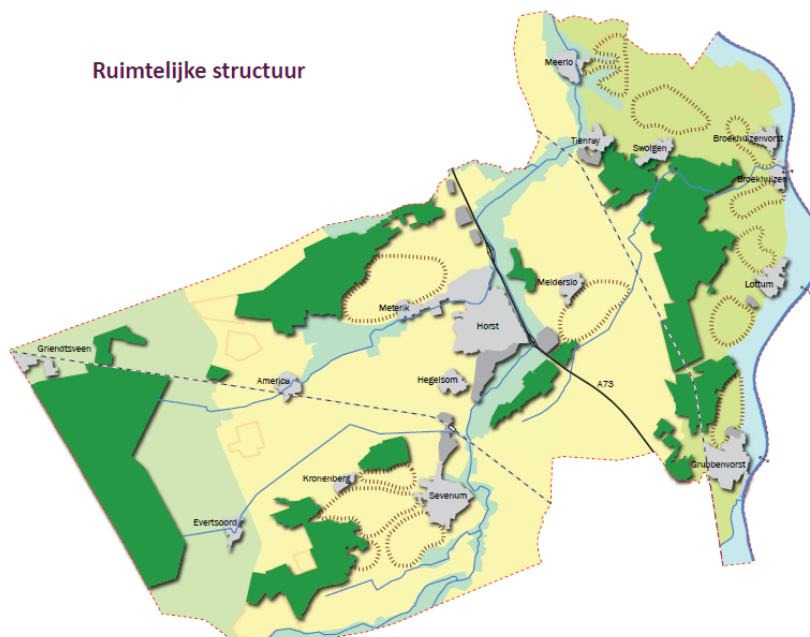 Ruimtelijke structuur
Meerlo
Tienray
Swolgen
Broekhuizenvorst
Broekhuizen
Melderslo
Lottum
Meterik
Horst
Griendtsveen
America
Hegelsom
A73
Grubbenvorst
Kronenberg
Sevenum
Evertsoord